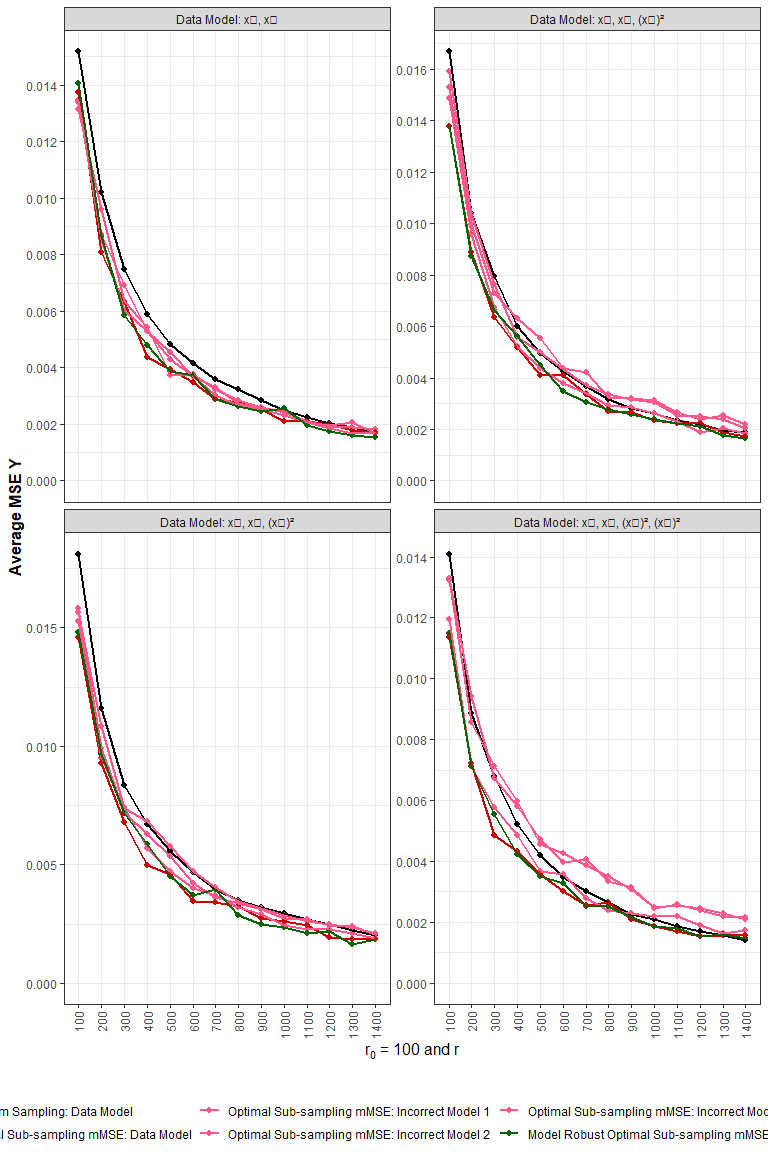 Data Model: x▯, x▯
Data Model: x▯, x▯, (x▯)²
0.014
0.012
0.010
0.008
0.006
0.004
0.002
0.000
0.016
0.014
0.012
0.010
0.008
0.006
0.004
0.002
0.000
Average MSE Y
Data Model: x▯, x▯, (x▯)²
Data Model: x▯, x▯, (x▯)², (x▯)²
0.015
0.010
0.005
0.000
0.014
0.012
0.010
0.008
0.006
0.004
0.002
0.000
100 200 300 400 500 600 700 800 900 1000 1100 1200 1300 1400
100 200 300 400 500 600 700 800 900 1000 1100 1200 1300 1400
r₀ = 100 and r
m Sampling: Data Model
Optimal Sub-sampling mMSE: Incorrect Model 1
Optimal Sub-sampling mMSE: Incorrect Mo
l Sub-sampling mMSE: Data Model
Optimal Sub-sampling mMSE: Incorrect Model 2
Model Robust Optimal Sub-sampling mMSE